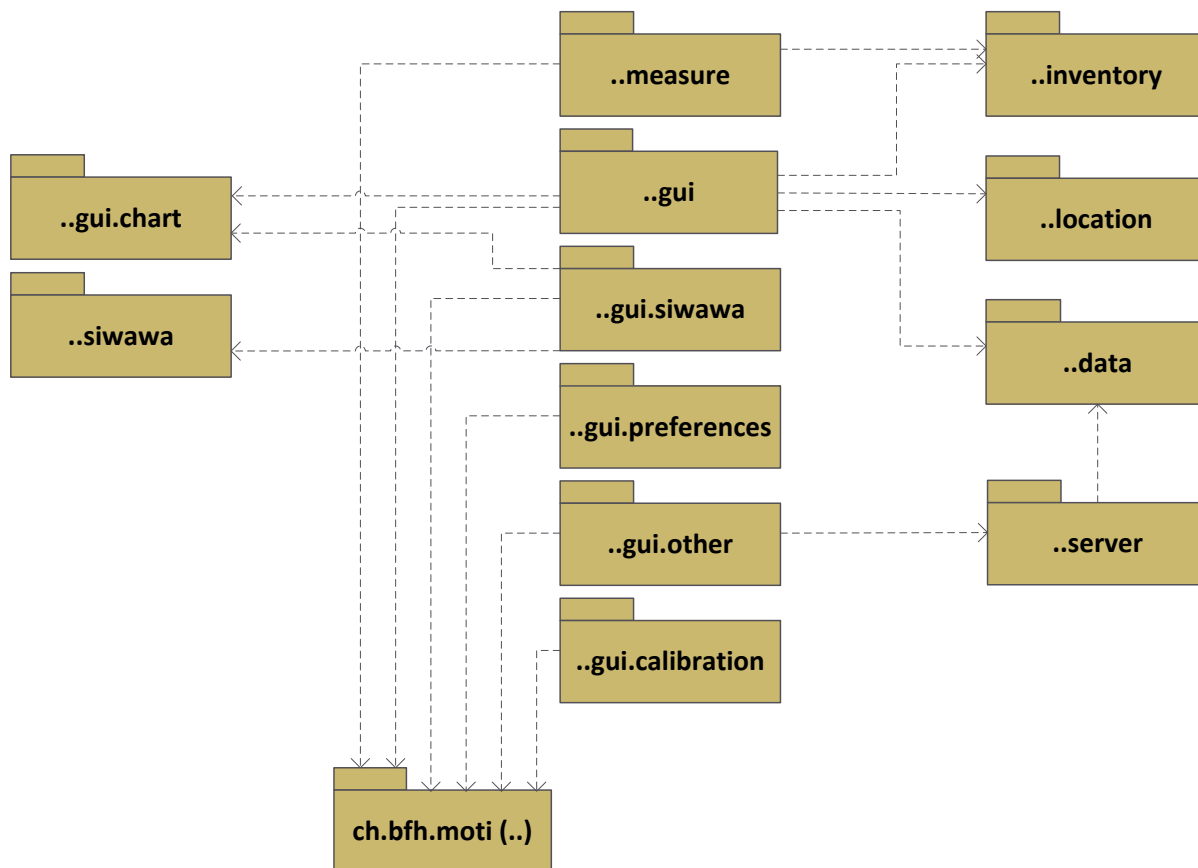 ..measure
..inventory
..gui
..gui.chart
..location
..siwawa
..gui.siwawa
..data
..gui.preferences
..gui.other
..server
..gui.calibration
ch.bfh.moti (..)